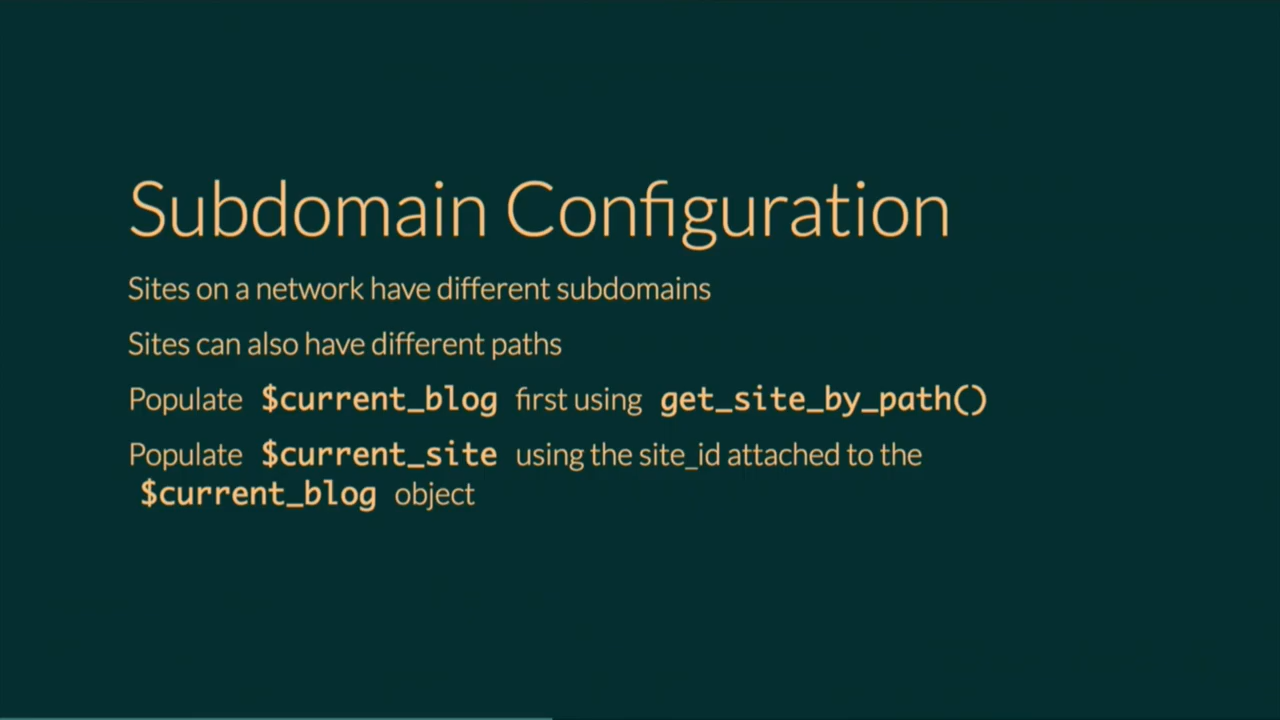 Subdomain Configuration
Sites on a network have different subdomains
Sites can also have different paths
Populate $current_blog first using get_site_by_path()
Populate $current_site using the site_id attached to the
$current_blog object